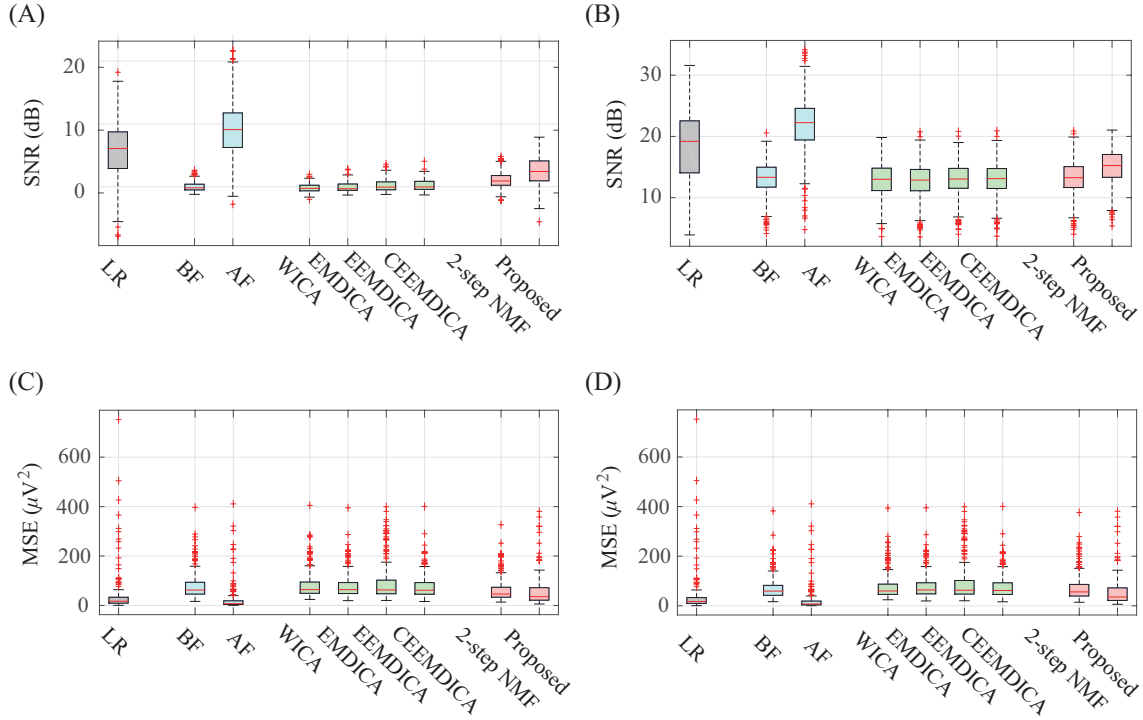 (A)
(B)
SNR (dB)
20
10
0
LR
BF
AF
WICA
EMDICA
EEMDICA
CEEMDICA
2-step NMF
Proposed
SNR (dB)
30
20
10
LR
BF
AF
WICA
EMDICA
EEMDICA
CEEMDICA
2-step NMF
Proposed
(C)
(D)
MSE (μV²)
600
400
200
0
LR
BF
AF
WICA
EMDICA
EEMDICA
CEEMDICA
2-step NMF
Proposed
MSE (μV²)
600
400
200
0
LR
BF
AF
WICA
EMDICA
EEMDICA
CEEMDICA
2-step NMF
Proposed